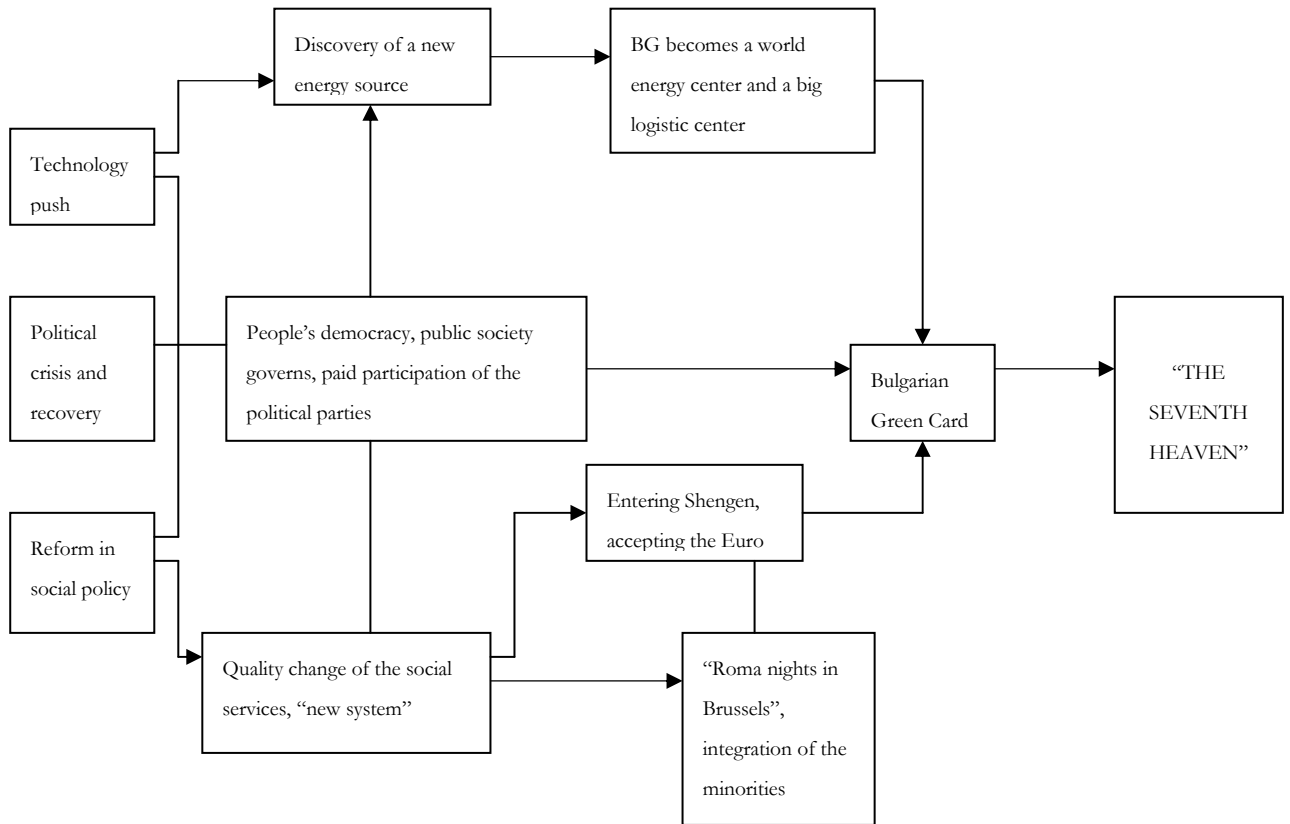 Discovery of a new
energy source
BG becomes a world
energy center and a big
logistic center
Technology
push
Political
crisis and
recovery
People’s democracy, public society
governs, paid participation of the
political parties
Bulgarian
Green Card
“THE
SEVENTH
HEAVEN”
Reform in
social policy
Entering Shengen,
accepting the Euro
Quality change of the social
services, “new system”
“Roma nights in
Brussels”,
integration of the
minorities